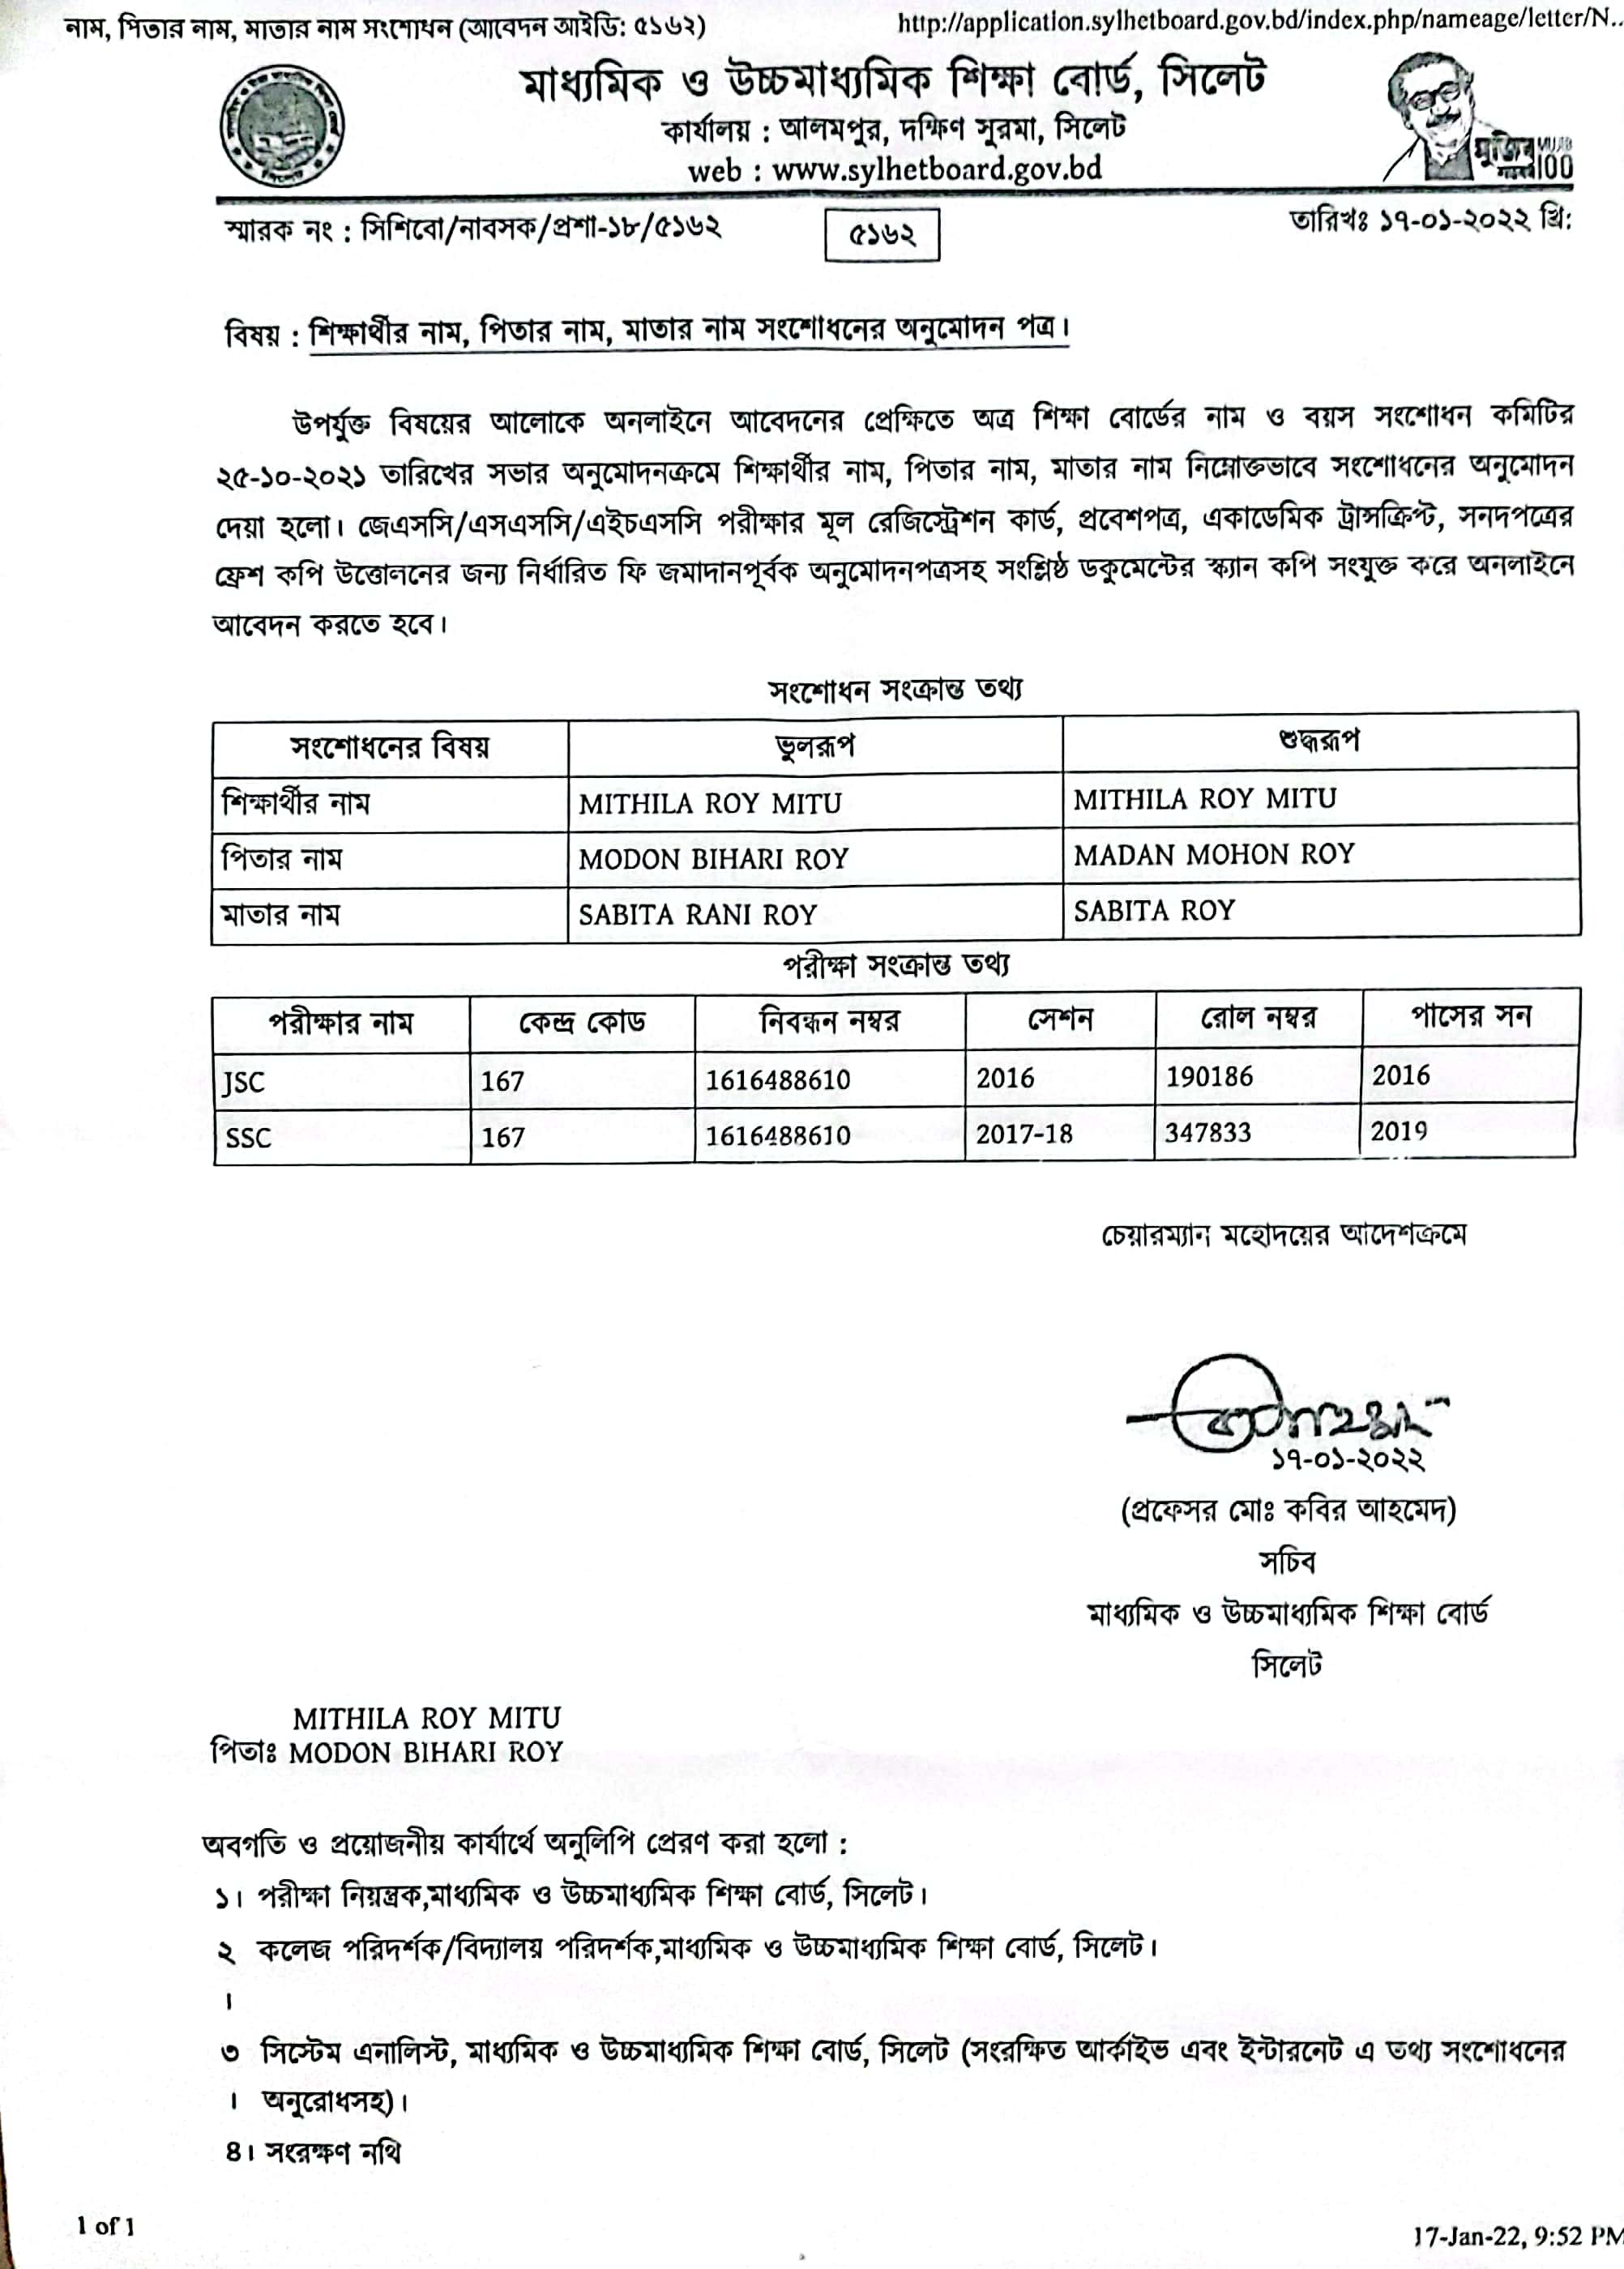 নাম, পিতার নাম, মাতার নাম সংশোধন (আবেদন আইডি: ৫১৬২)
http://application.sylhetboard.gov.bd/index.php/nameage/letter/N...
মাধ্যমিক ও উচ্চমাধ্যমিক শিক্ষা বোর্ড, সিলেট
কার্যালয় : আলমপুর, দক্ষিণ সুরমা, সিলেট
web : www.sylhetboard.gov.bd
মুজিব MUJIB
100
স্মারক নং : সিশিবো/নাবসক/প্রশা-১৮/৫১৬২
৫১৬২
তারিখঃ ১৭-০১-২০২২ খ্রি:
বিষয় : শিক্ষার্থীর নাম, পিতার নাম, মাতার নাম সংশোধনের অনুমোদন পত্র।
উপর্যুক্ত বিষয়ের আলোকে অনলাইনে আবেদনের প্রেক্ষিতে অত্র শিক্ষা বোর্ডের নাম ও বয়স সংশোধন কমিটির
২৫-১০-২০২১ তারিখের সভার অনুমোদনক্রমে শিক্ষার্থীর নাম, পিতার নাম, মাতার নাম নিম্নোক্তভাবে সংশোধনের অনুমোদন
দেয়া হলো। জেএসসি/এসএসসি/এইচএসসি পরীক্ষার মূল রেজিস্ট্রেশন কার্ড, প্রবেশপত্র, একাডেমিক ট্রান্সক্রিপ্ট, সনদপত্রের
ফ্রেশ কপি উত্তোলনের জন্য নির্ধারিত ফি জমাদানপূর্বক অনুমোদনপত্রসহ সংশ্লিষ্ঠ ডকুমেন্টের স্ক্যান কপি সংযুক্ত করে অনলাইনে
আবেদন করতে হবে।
সংশোধন সংক্রান্ত তথ্য
সংশোধনের বিষয় ভুলরূপ শুদ্ধরূপ
শিক্ষার্থীর নাম MITHILA ROY MITU MITHILA ROY MITU
পিতার নাম MODON BIHARI ROY MADAN MOHON ROY
মাতার নাম SABITA RANI ROY SABITA ROY
পরীক্ষা সংক্রান্ত তথ্য
পরীক্ষার নাম কেন্দ্র কোড নিবন্ধন নম্বর সেশন রোল নম্বর পাসের সন
JSC 167 1616488610 2016 190186 2016
SSC 167 1616488610 2017-18 347833 2019
চেয়ারম্যান মহোদয়ের আদেশক্রমে
১৭-০১-২০২২
(প্রফেসর মোঃ কবির আহমেদ)
সচিব
মাধ্যমিক ও উচ্চমাধ্যমিক শিক্ষা বোর্ড
সিলেট
MITHILA ROY MITU
পিতাঃ MODON BIHARI ROY
অবগতি ও প্রয়োজনীয় কার্যার্থে অনুলিপি প্রেরণ করা হলো :
১। পরীক্ষা নিয়ন্ত্রক,মাধ্যমিক ও উচ্চমাধ্যমিক শিক্ষা বোর্ড, সিলেট।
২ কলেজ পরিদর্শক/বিদ্যালয় পরিদর্শক,মাধ্যমিক ও উচ্চমাধ্যমিক শিক্ষা বোর্ড, সিলেট।
।
৩ সিস্টেম এনালিস্ট, মাধ্যমিক ও উচ্চমাধ্যমিক শিক্ষা বোর্ড, সিলেট (সংরক্ষিত আর্কাইভ এবং ইন্টারনেট এ তথ্য সংশোধনের
। অনুরোধসহ)।
৪। সংরক্ষণ নথি
1 of 1
17-Jan-22, 9:52 PM